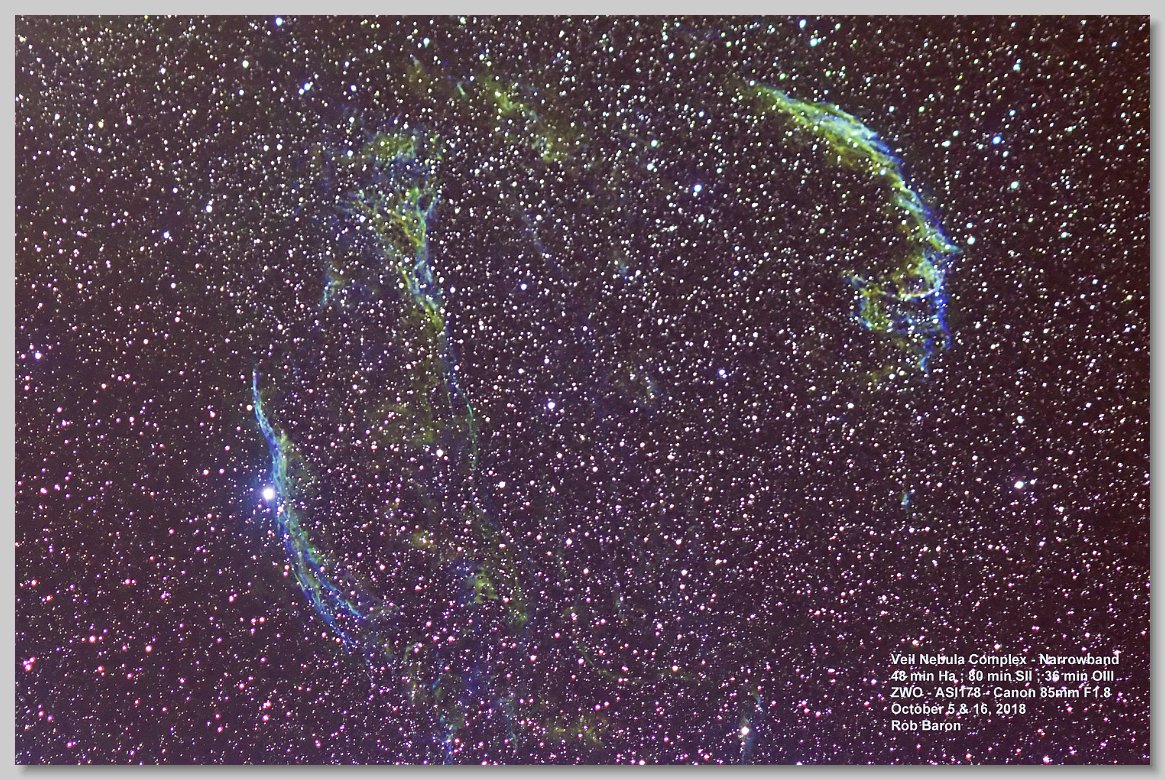 Veil Nebula Complex - Narrowband
48 min Ha ; 80 min SII ; 36 min OIII
ZWO - ASI178 - Canon 85mm F1.8
October 5 & 16, 2018
Rob Baron